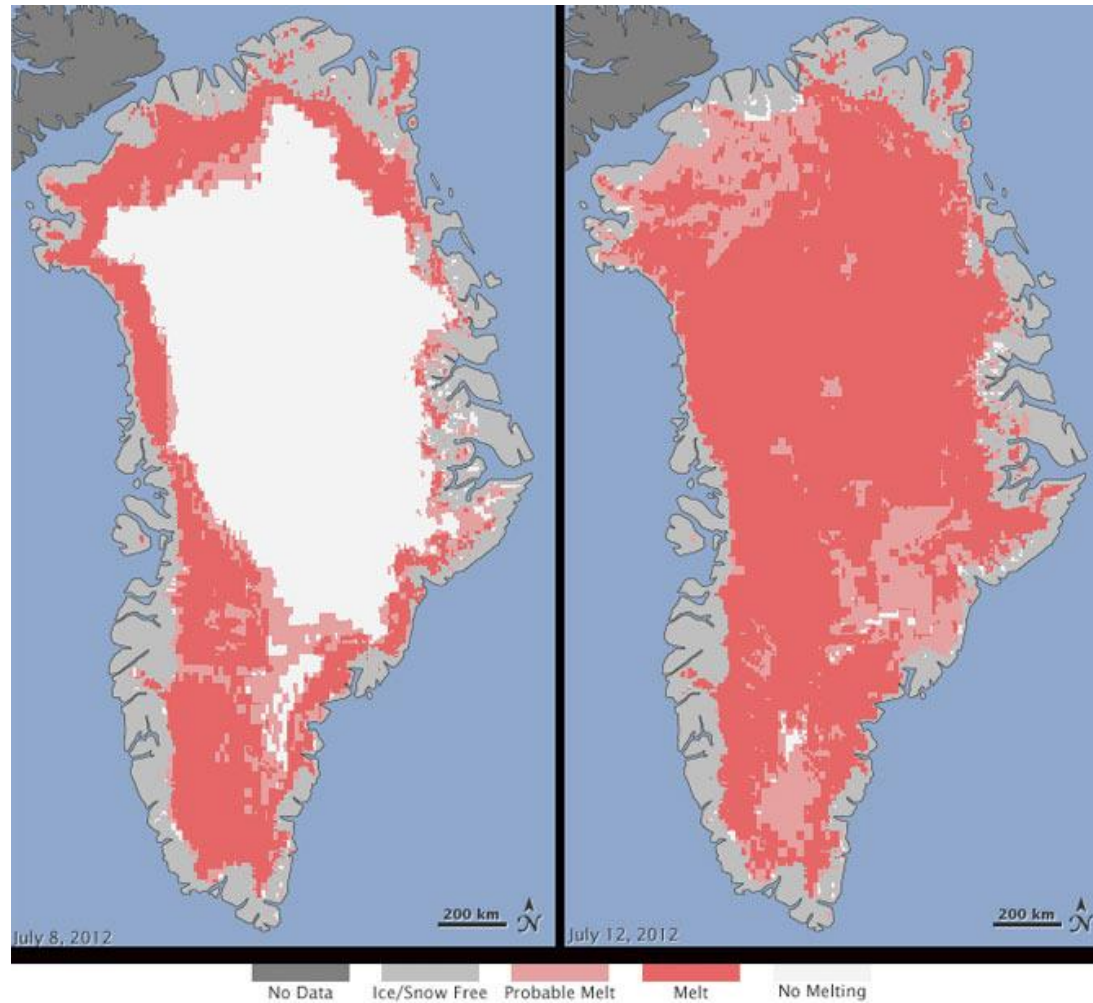 200 km
N
July 8, 2012
200 km
N
July 12, 2012
No Data
Ice/Snow Free
Probable Melt
Melt
No Melting